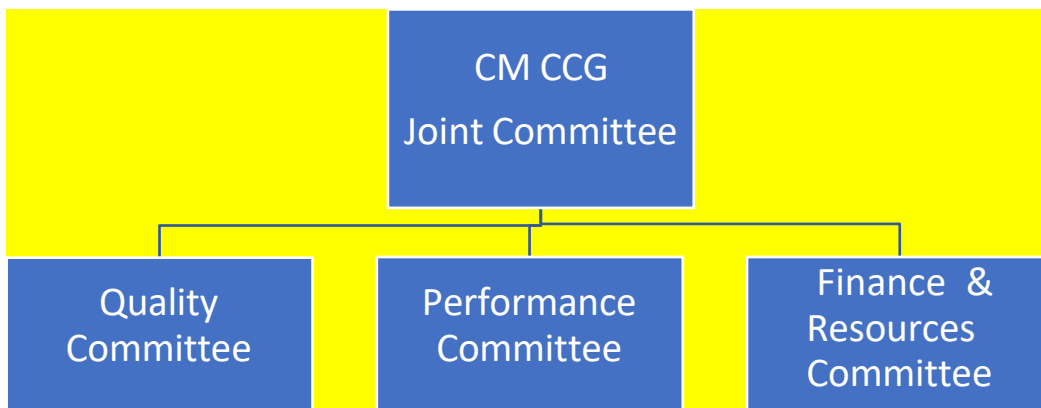 CM CCG
Joint Committee
Quality
Committee
Performance
Committee
Finance & 
Resources
Committee